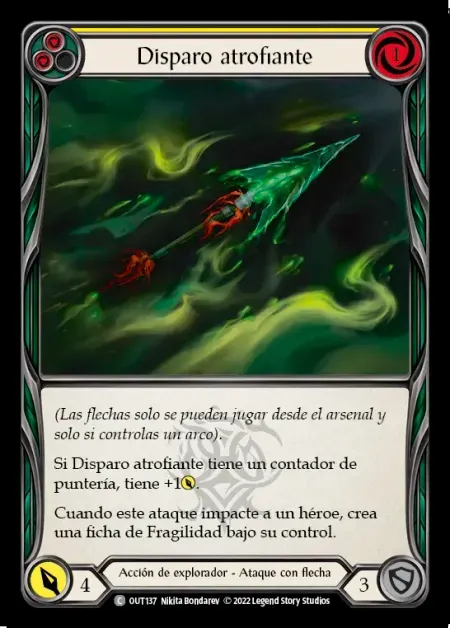 Disparo atrofiante
1
(Las flechas solo se pueden jugar desde el arsenal y
solo si controlas un arco).
Si Disparo atrofiante tiene un contador de
puntería, tiene +1.
Cuando este ataque impacte a un héroe, crea
una ficha de Fragilidad bajo su control.
4
Acción de explorador - Ataque con flecha
3
C OUT137 Nikita Bondarev © 2022 Legend Story Studios